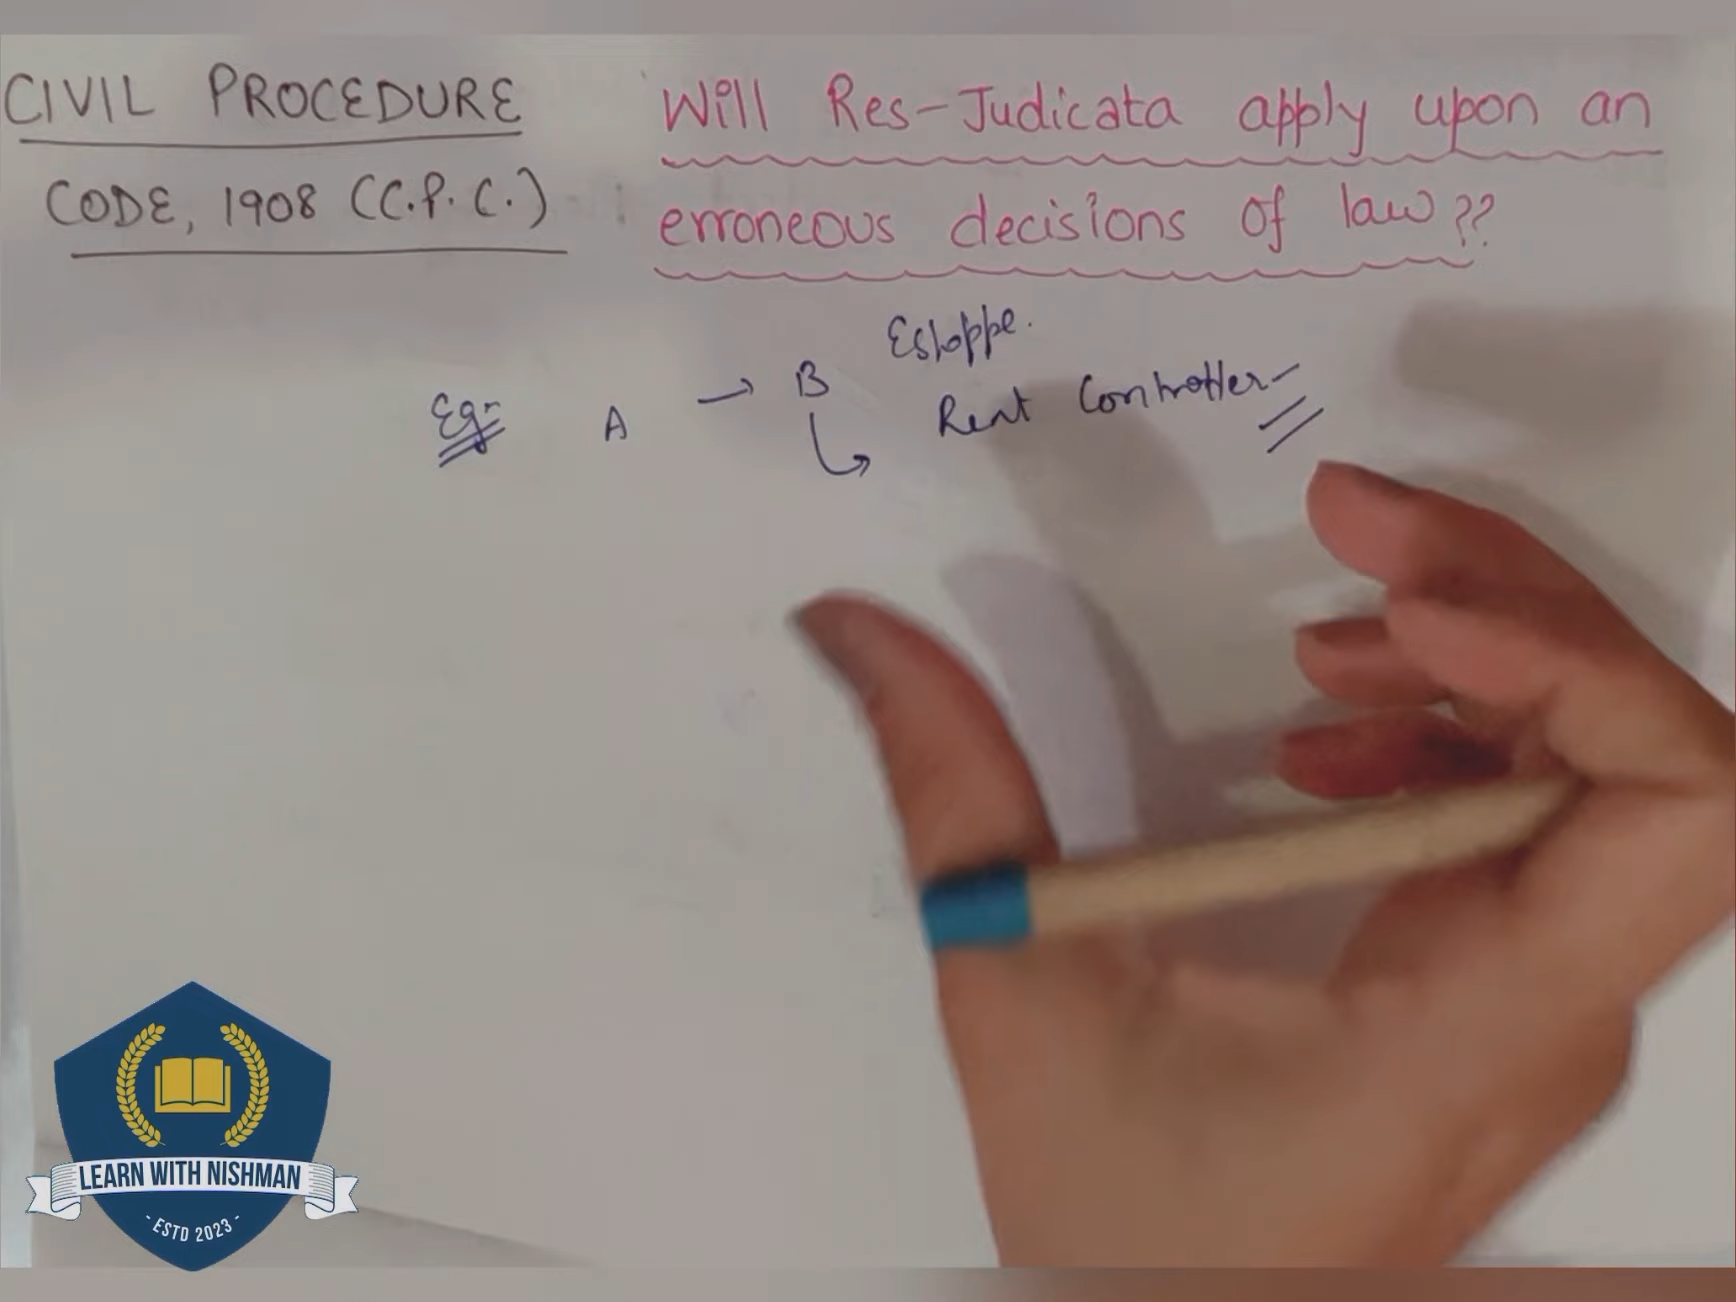 CIVIL PROCEDURE
CODE, 1908 (C.P.C.) :
Will Res-Judicata apply upon an
erroneous decisions of law??
Estoppe.
Eg:- A → B Rent Controller
LEARN WITH NISHMAN
- ESTD 2023 -